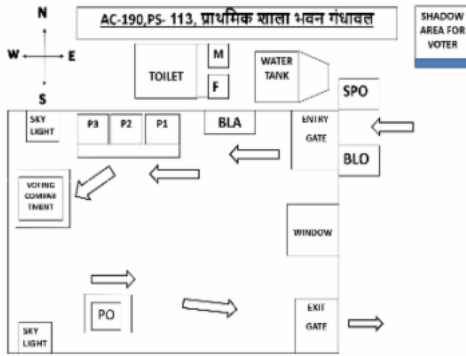 N
AC-190,PS- 113, प्राथमिक शाला भवन गंधावल
SHADOW
AREA FOR
VOTER
W
E
S
TOILET
M
F
WATER
TANK
SPO
SKY
LIGHT
P3
P2
P1
BLA
ENTRY
GATE
BLO
VOTING
COMPAR
TMENT
WINDOW
PO
EXIT
GATE
SKY
LIGHT